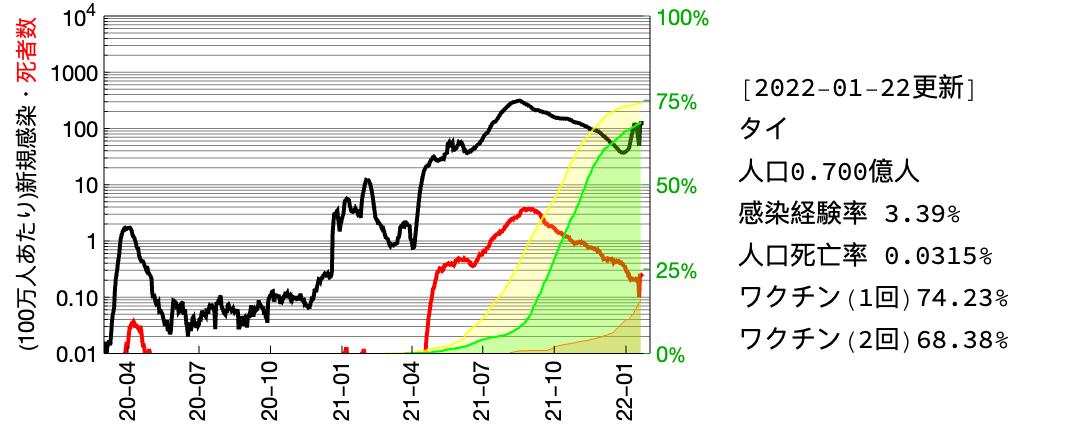 (100万人あたり)新規感染・死者数
10⁴
1000
100
10
1
0.10
0.01
100%
75%
50%
25%
0%
20-04
20-07
20-10
21-01
21-04
21-07
21-10
22-01
[2022-01-22更新]
タイ
人口0.700億人
感染経験率 3.39%
人口死亡率 0.0315%
ワクチン(1回)74.23%
ワクチン(2回)68.38%